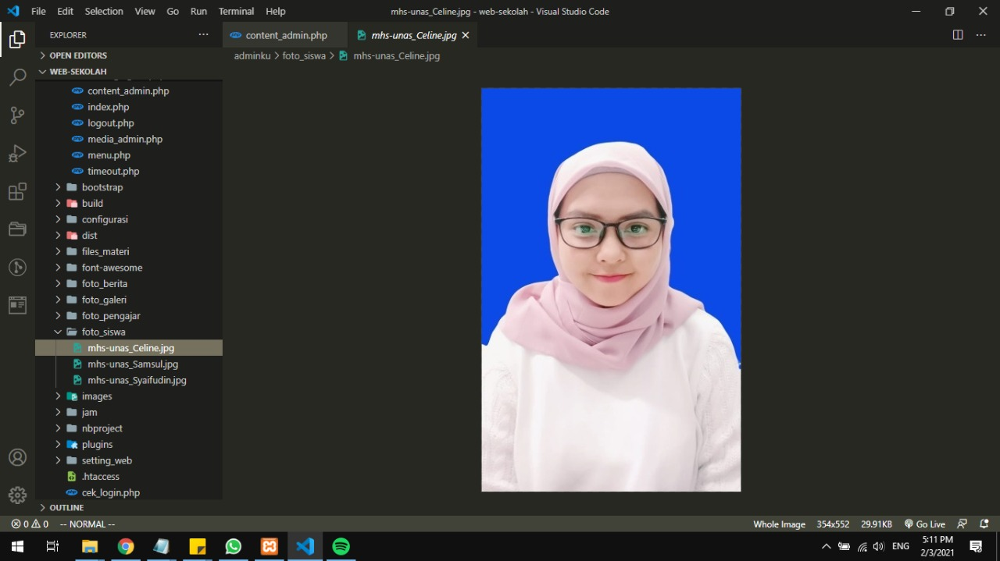 File Edit Selection View Go Run Terminal Help
mhs-unas_Celine.jpg - web-sekolah - Visual Studio Code
EXPLORER
content_admin.php
mhs-unas_Celine.jpg
OPEN EDITORS
adminku > foto_siswa > mhs-unas_Celine.jpg
WEB-SEKOLAH
content_admin.php
index.php
logout.php
media_admin.php
menu.php
timeout.php
bootstrap
build
configurasi
dist
files_materi
font-awesome
foto_berita
foto_galeri
foto_pengajar
foto_siswa
mhs-unas_Celine.jpg
mhs-unas_Samsul.jpg
mhs-unas_Syaifudin.jpg
images
jam
nbproject
plugins
setting_web
.htaccess
cek_login.php
OUTLINE
0 0 -- NORMAL --
Whole Image 354x552 29.91KB Go Live
ENG
5:11 PM
2/3/2021